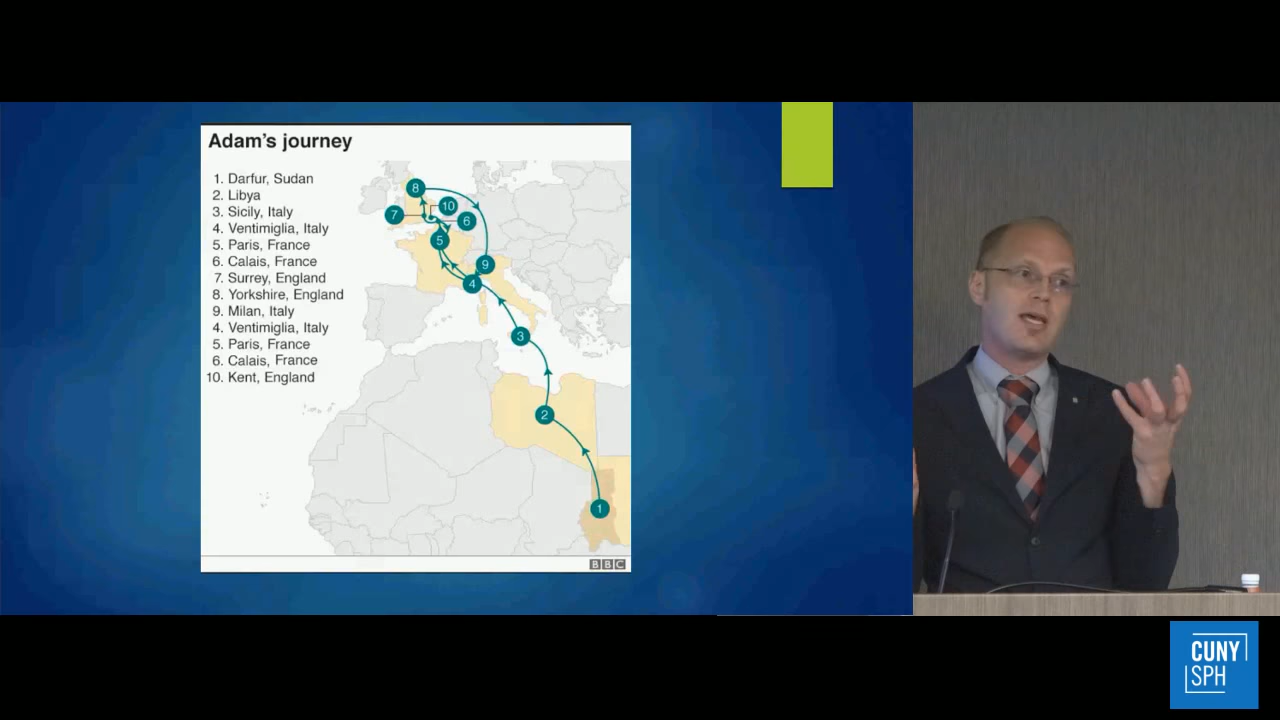 Adam's journey
1. Darfur, Sudan
2. Libya
3. Sicily, Italy
4. Ventimiglia, Italy
5. Paris, France
6. Calais, France
7. Surrey, England
8. Yorkshire, England
9. Milan, Italy
4. Ventimiglia, Italy
5. Paris, France
6. Calais, France
10. Kent, England
8
10
7
6
5
9
4
3
2
1
BBC
CUNY
SPH